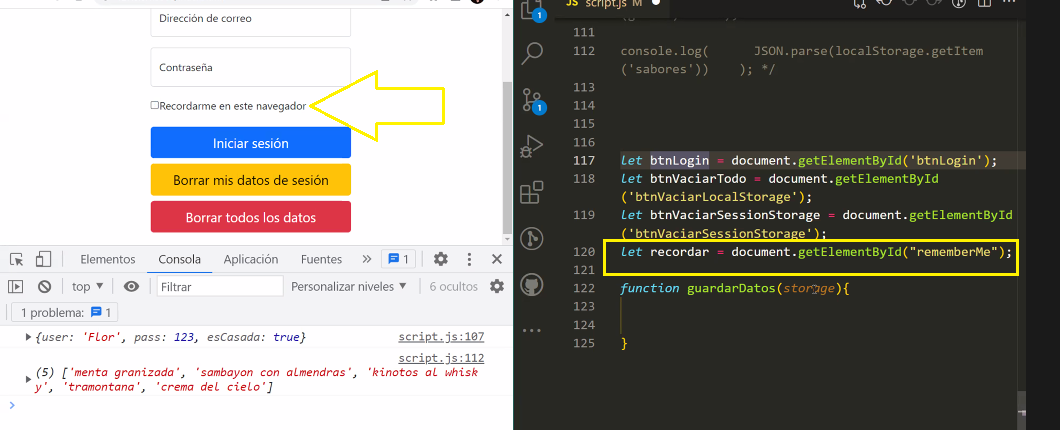 Dirección de correo
Contraseña
Recordarme en este navegador
Iniciar sesión
Borrar mis datos de sesión
Borrar todos los datos
Elementos Consola Aplicación Fuentes » 1
top ▼ Filtrar Personalizar niveles ▼ 6 ocultos
1 problema: 1
{user: 'Flor', pass: 123, esCasada: true} script.js:107
script.js:112
(5) ['menta granizada', 'sambayon con almendras', 'kinotos al whisk
y', 'tramontana', 'crema del cielo']
JS script.js M
1
1
111
112 console.log( JSON.parse(localStorage.getItem
('sabores')) ); */
113
114
115
116
117 let btnLogin = document.getElementById('btnLogin');
118 let btnVaciarTodo = document.getElementById
('btnVaciarLocalStorage');
119 let btnVaciarSessionStorage = document.getElementById
('btnVaciarSessionStorage');
120 let recordar = document.getElementById("rememberMe");
121
122 function guardarDatos(storage){
123
124
125 }